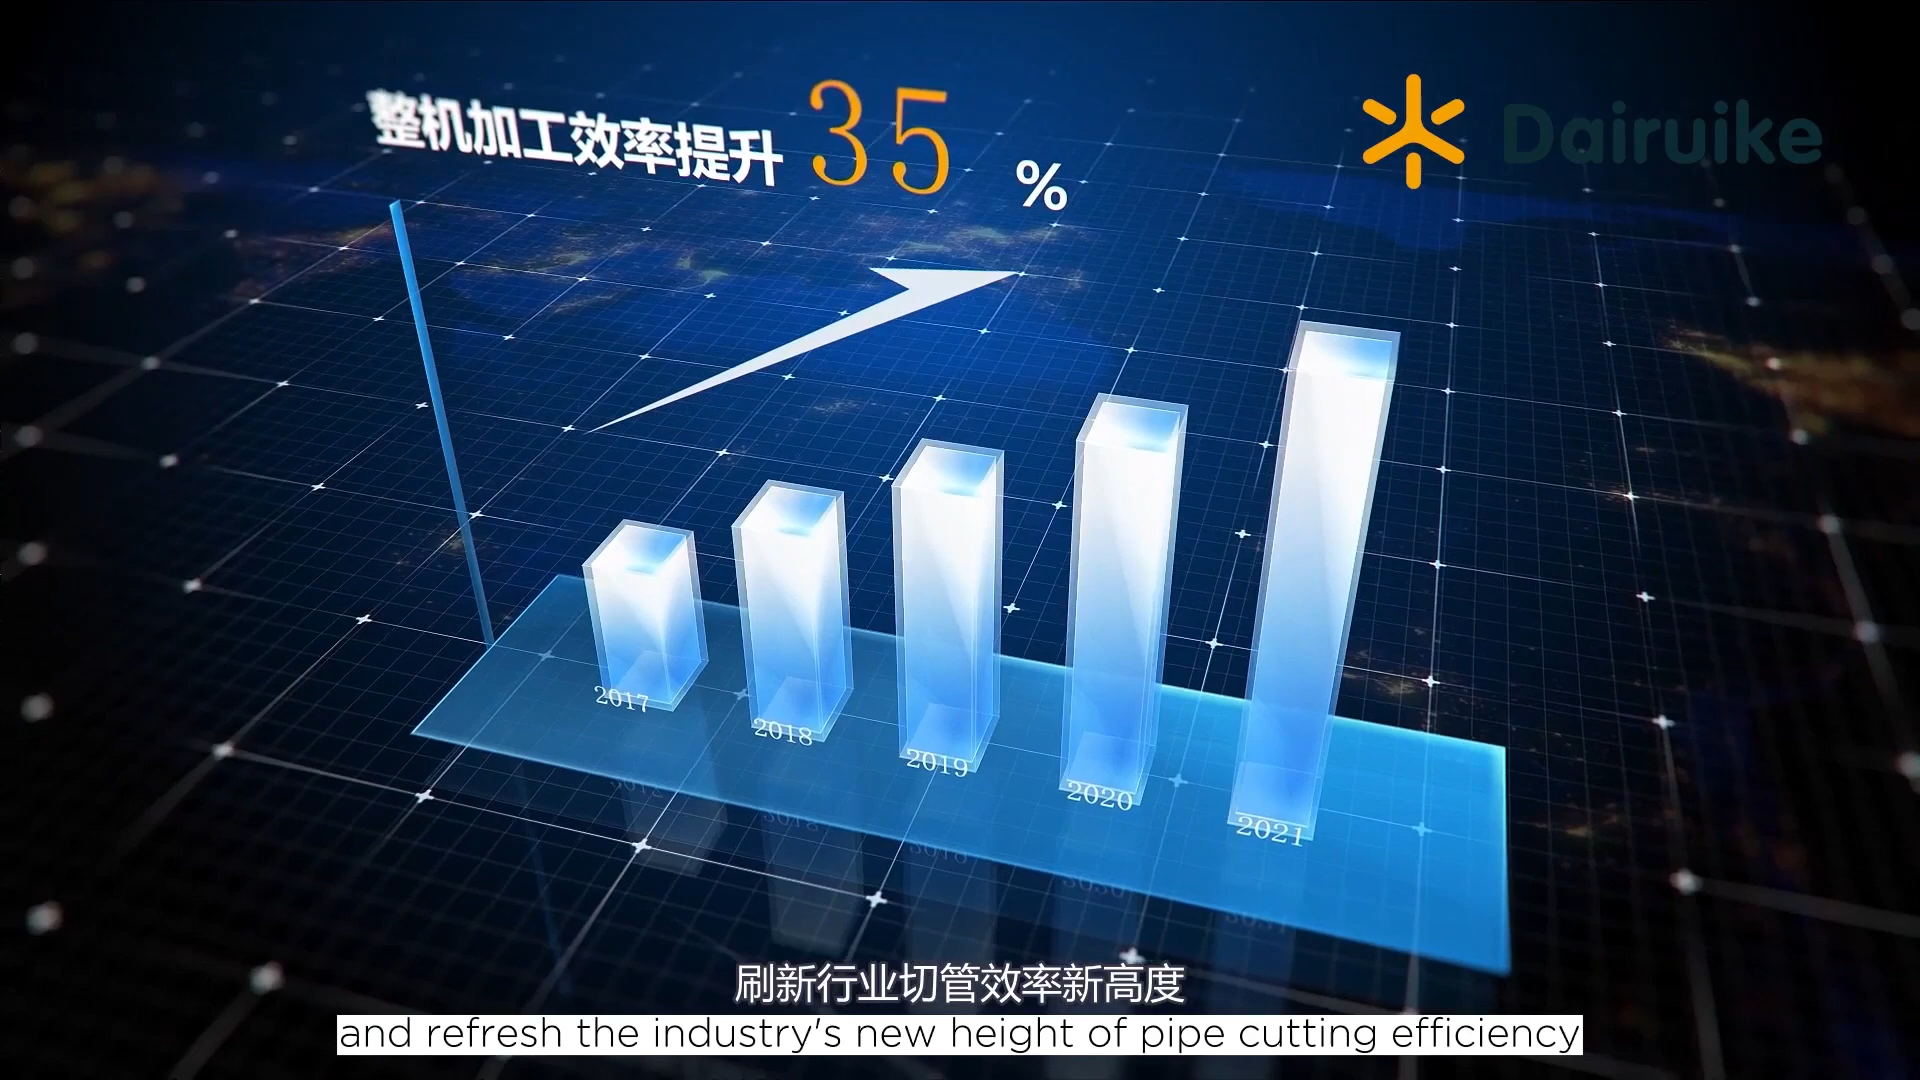 整机加工效率提升 35 %
Dairuike
2017
2018
2019
2020
2021
刷新行业切管效率新高度
and refresh the industry's new height of pipe cutting efficiency